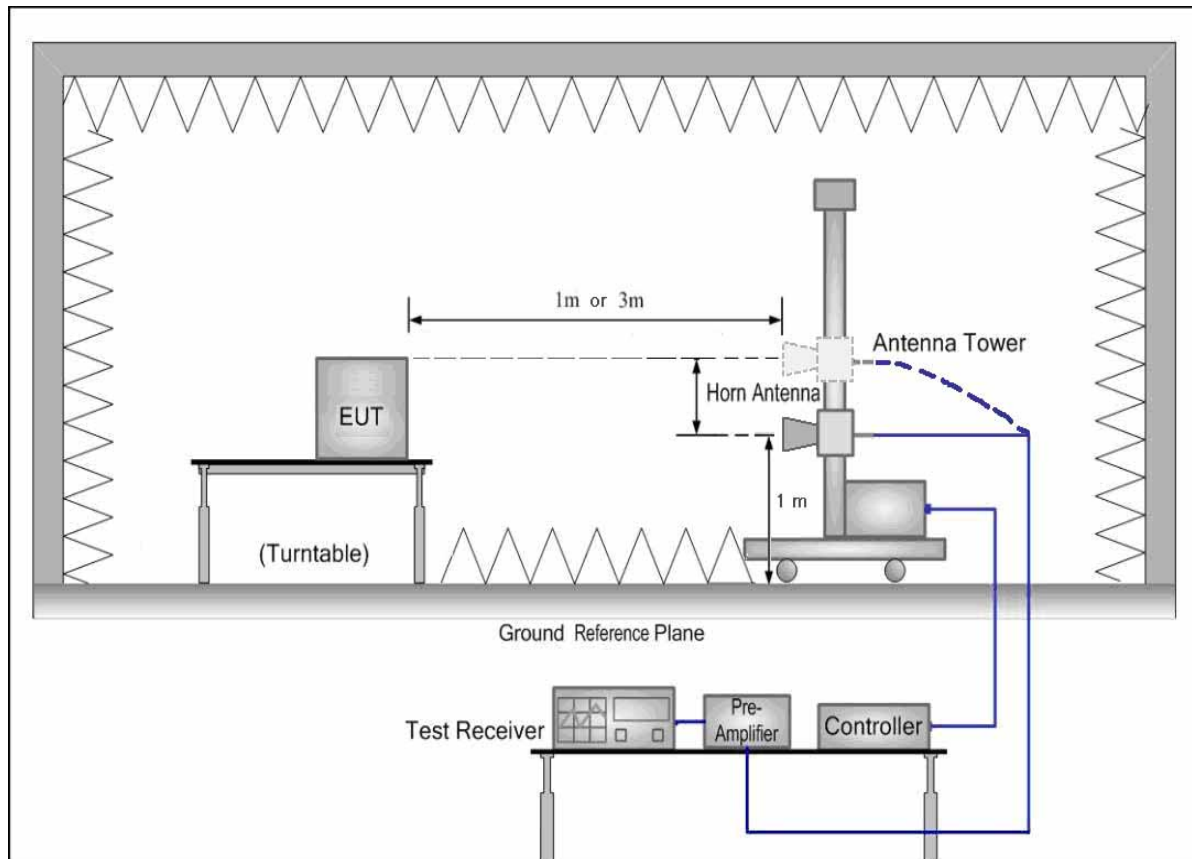 1m or 3m
Antenna Tower
Horn Antenna
EUT
1 m
(Turntable)
Ground Reference Plane
Test Receiver
Pre-
Amplifier
Controller